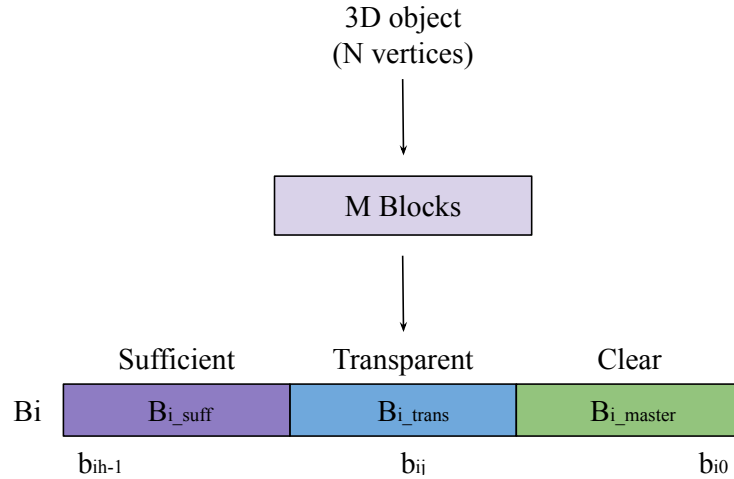 3D object
(N vertices)
M Blocks
Sufficient Transparent Clear
Bi Bi_suff Bi_trans Bi_master
bih-1 bij bi0